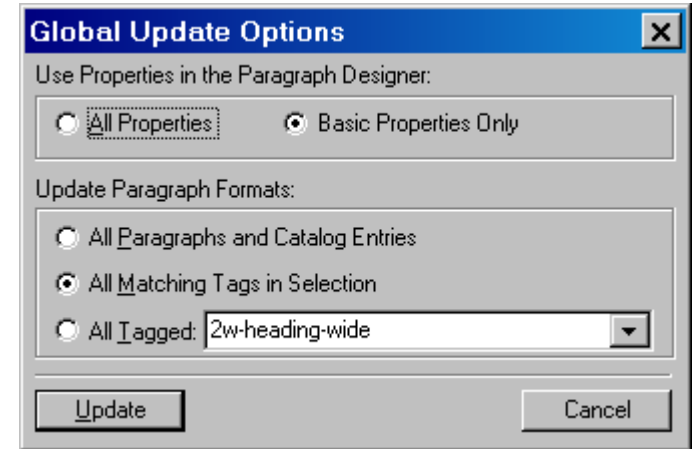 Global Update Options
Use Properties in the Paragraph Designer:
All Properties Basic Properties Only
Update Paragraph Formats:
All Paragraphs and Catalog Entries
All Matching Tags in Selection
All Tagged: 2w-heading-wide
Update Cancel